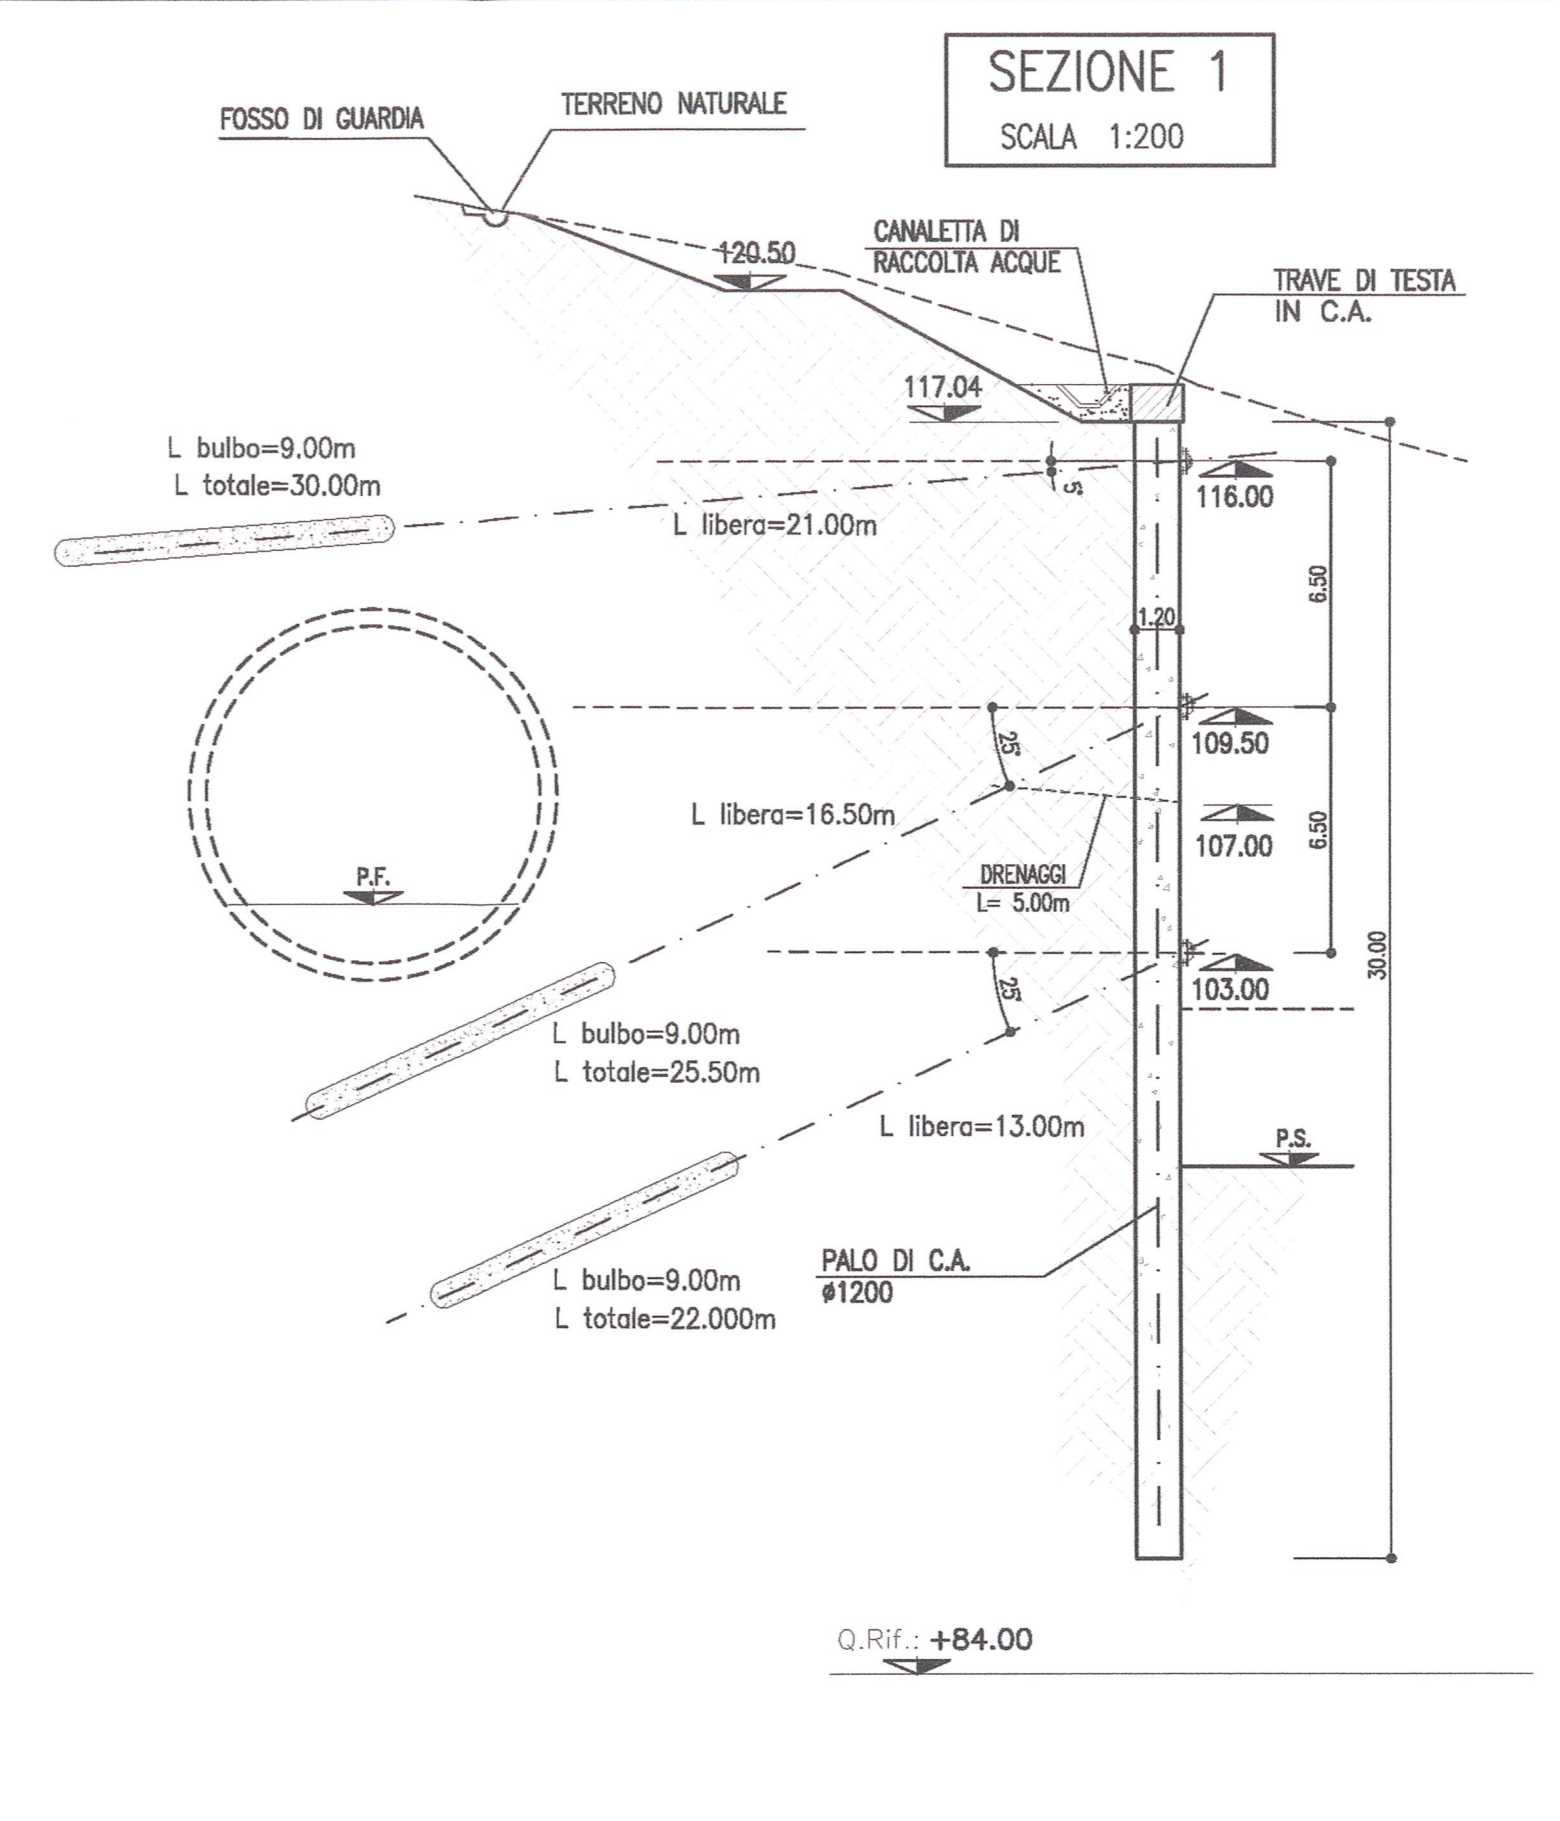 SEZIONE 1
SCALA 1:200
FOSSO DI GUARDIA
TERRENO NATURALE
120.50
CANALETTA DI
RACCOLTA ACQUE
TRAVE DI TESTA
IN C.A.
117.04
L bulbo=9.00m
L totale=30.00m
5°
116.00
L libera=21.00m
6.50
1.20
25°
109.50
L libera=16.50m
107.00
6.50
DRENAGGI
L= 5.00m
P.F.
30.00
25°
103.00
L bulbo=9.00m
L totale=25.50m
L libera=13.00m
P.S.
PALO DI C.A.
ø1200
L bulbo=9.00m
L totale=22.000m
Q.Rif.: +84.00